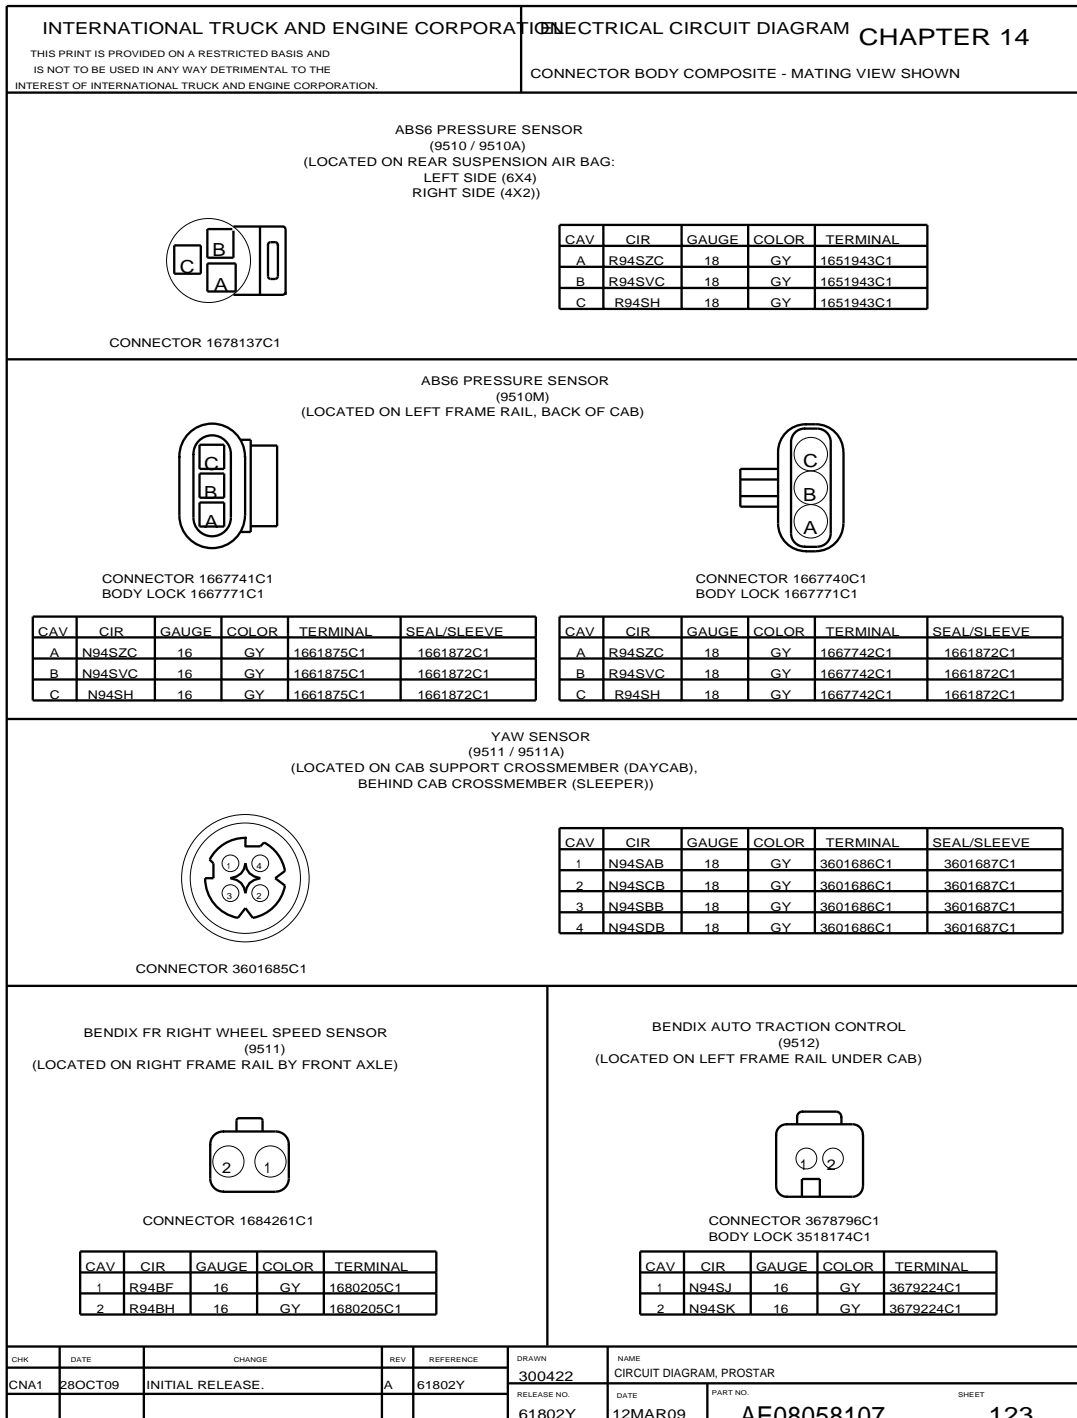 INTERNATIONAL TRUCK AND ENGINE CORPORATION
THIS PRINT IS PROVIDED ON A RESTRICTED BASIS AND
IS NOT TO BE USED IN ANY WAY DETRIMENTAL TO THE
INTEREST OF INTERNATIONAL TRUCK AND ENGINE CORPORATION.
ELECTRICAL CIRCUIT DIAGRAM CHAPTER 14
CONNECTOR BODY COMPOSITE - MATING VIEW SHOWN
ABS6 PRESSURE SENSOR
(9510 / 9510A)
(LOCATED ON REAR SUSPENSION AIR BAG:
LEFT SIDE (6X4)
RIGHT SIDE (4X2))
B
C
A
CONNECTOR 1678137C1
CAV CIR GAUGE COLOR TERMINAL
A R94SZC 18 GY 1651943C1
B R94SVC 18 GY 1651943C1
C R94SH 18 GY 1651943C1
ABS6 PRESSURE SENSOR
(9510M)
(LOCATED ON LEFT FRAME RAIL, BACK OF CAB)
C
B
A
CONNECTOR 1667741C1
BODY LOCK 1667771C1
CAV CIR GAUGE COLOR TERMINAL SEAL/SLEEVE
A N94SZC 16 GY 1661875C1 1661872C1
B N94SVC 16 GY 1661875C1 1661872C1
C N94SH 16 GY 1661875C1 1661872C1
C
B
A
CONNECTOR 1667740C1
BODY LOCK 1667771C1
CAV CIR GAUGE COLOR TERMINAL SEAL/SLEEVE
A R94SZC 18 GY 1667742C1 1661872C1
B R94SVC 18 GY 1667742C1 1661872C1
C R94SH 18 GY 1667742C1 1661872C1
YAW SENSOR
(9511 / 9511A)
(LOCATED ON CAB SUPPORT CROSSMEMBER (DAYCAB),
BEHIND CAB CROSSMEMBER (SLEEPER))
1 4
3 2
CONNECTOR 3601685C1
CAV CIR GAUGE COLOR TERMINAL SEAL/SLEEVE
1 N94SAB 18 GY 3601686C1 3601687C1
2 N94SCB 18 GY 3601686C1 3601687C1
3 N94SBB 18 GY 3601686C1 3601687C1
4 N94SDB 18 GY 3601686C1 3601687C1
BENDIX FR RIGHT WHEEL SPEED SENSOR
(9511)
(LOCATED ON RIGHT FRAME RAIL BY FRONT AXLE)
2 1
CONNECTOR 1684261C1
CAV CIR GAUGE COLOR TERMINAL
1 R94BF 16 GY 1680205C1
2 R94BH 16 GY 1680205C1
BENDIX AUTO TRACTION CONTROL
(9512)
(LOCATED ON LEFT FRAME RAIL UNDER CAB)
1 2
CONNECTOR 3678796C1
BODY LOCK 3518174C1
CAV CIR GAUGE COLOR TERMINAL
1 N94SJ 16 GY 3679224C1
2 N94SK 16 GY 3679224C1
CHK DATE CHANGE REV REFERENCE
CNA1 28OCT09 INITIAL RELEASE. A 61802Y
DRAWN
300422
NAME
CIRCUIT DIAGRAM, PROSTAR
RELEASE NO.
61802Y
DATE
12MAR09
PART NO.
AE08058107
SHEET
123